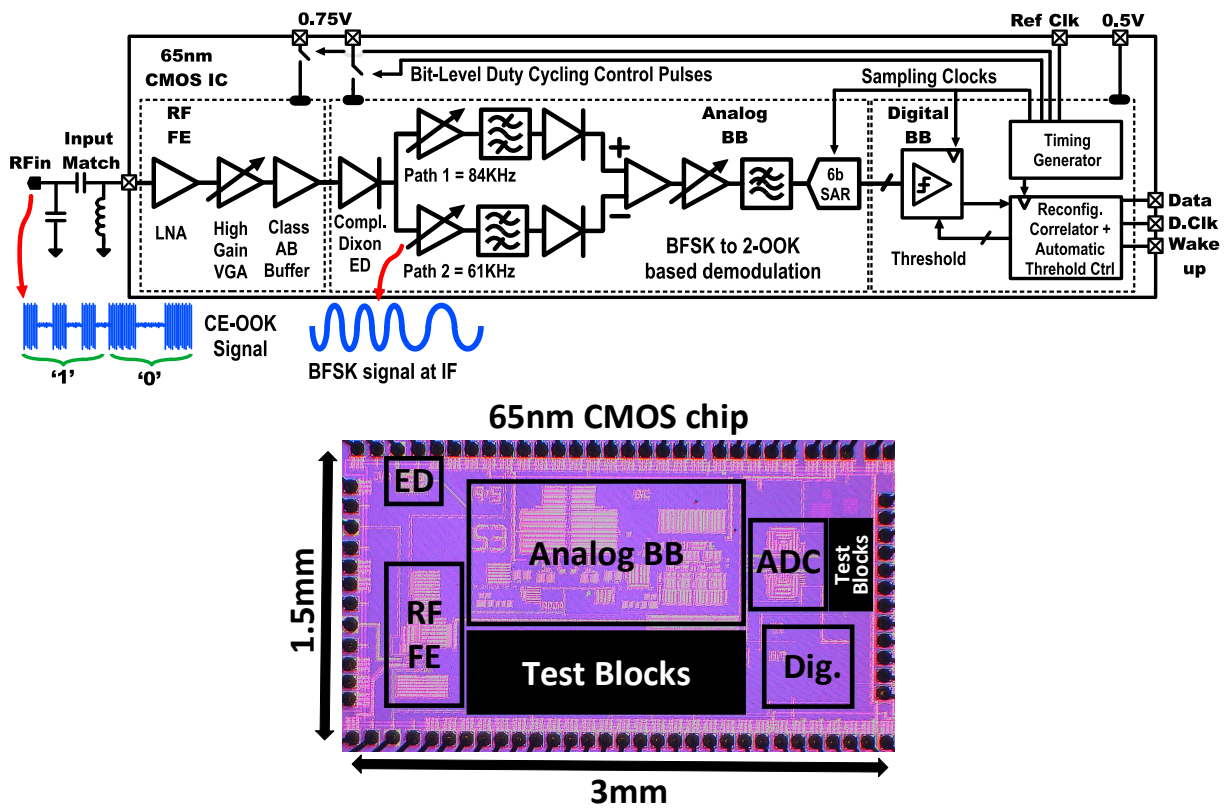 0.75V
Ref Clk
0.5V
65nm
CMOS IC
Bit-Level Duty Cycling Control Pulses
Sampling Clocks
RF
FE
Analog
BB
Digital
BB
Input
Match
RFin
Timing
Generator
Path 1 = 84KHz
6b
SAR
LNA
High
Gain
VGA
Class
AB
Buffer
Compl.
Dixon
ED
Path 2 = 61KHz
+
−
BFSK to 2-OOK
based demodulation
Threshold
Reconfig.
Correlator +
Automatic
Threhold Ctrl
Data
D.Clk
Wake
up
CE-OOK
Signal
‘1’
‘0’
BFSK signal at IF
65nm CMOS chip
ED
Analog BB
ADC
Test
Blocks
RF
FE
Test Blocks
Dig.
1.5mm
3mm